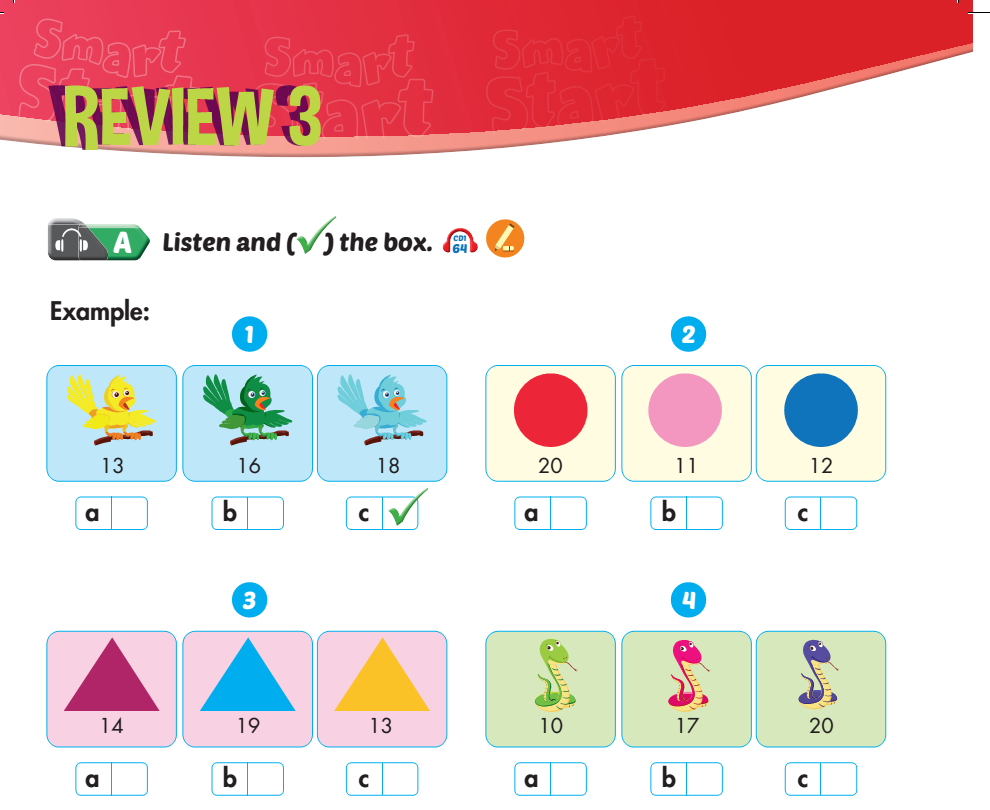 Smart Smart Smart
Start Start Start
REVIEW 3
A Listen and (✓) the box. CD1 64
Example:
1 2
13 16 18 20 11 12
a b c ✓ a b c
3 4
14 19 13 10 17 20
a b c a b c